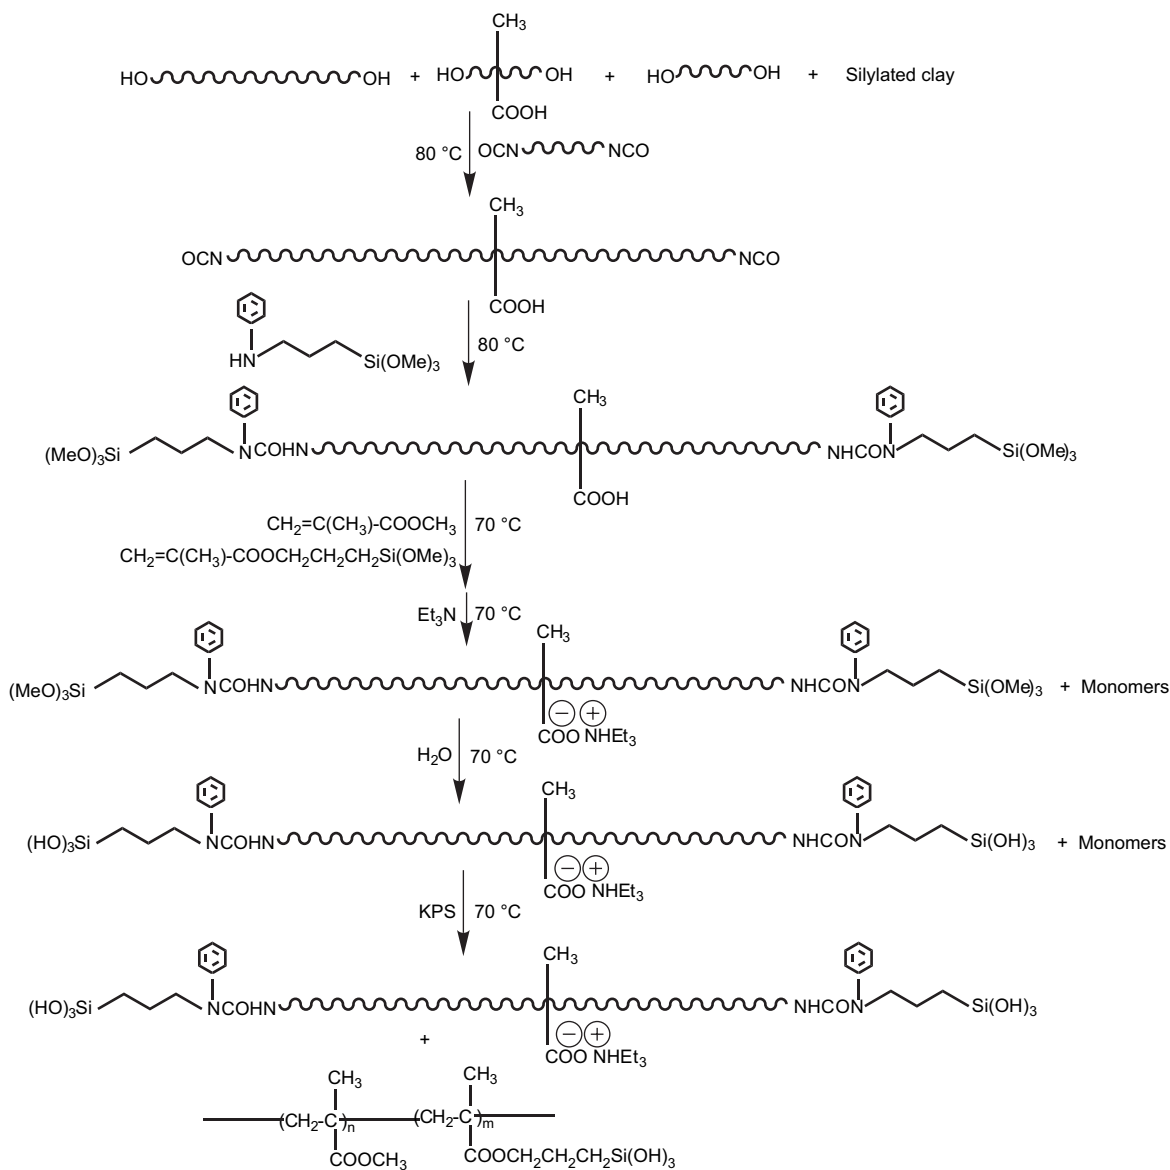 CH₃
HO OH + HO OH + HO OH + Silylated clay
COOH
80 °C OCN NCO
CH₃
OCN NCO
COOH
HN Si(OMe)₃ 80 °C
CH₃
(MeO)₃Si NCOHN NHCON Si(OMe)₃
COOH
CH₂=C(CH₃)-COOCH₃ 70 °C
CH₂=C(CH₃)-COOCH₂CH₂CH₂Si(OMe)₃
Et₃N 70 °C
CH₃
(MeO)₃Si NCOHN NHCON Si(OMe)₃ + Monomers
− +
COO NHEt₃
H₂O 70 °C
CH₃
(HO)₃Si NCOHN NHCON Si(OH)₃ + Monomers
− +
COO NHEt₃
KPS 70 °C
CH₃
(HO)₃Si NCOHN NHCON Si(OH)₃
+ − +
COO NHEt₃
CH₃ CH₃
(CH₂-C)n (CH₂-C)m
COOCH₃ COOCH₂CH₂CH₂Si(OH)₃